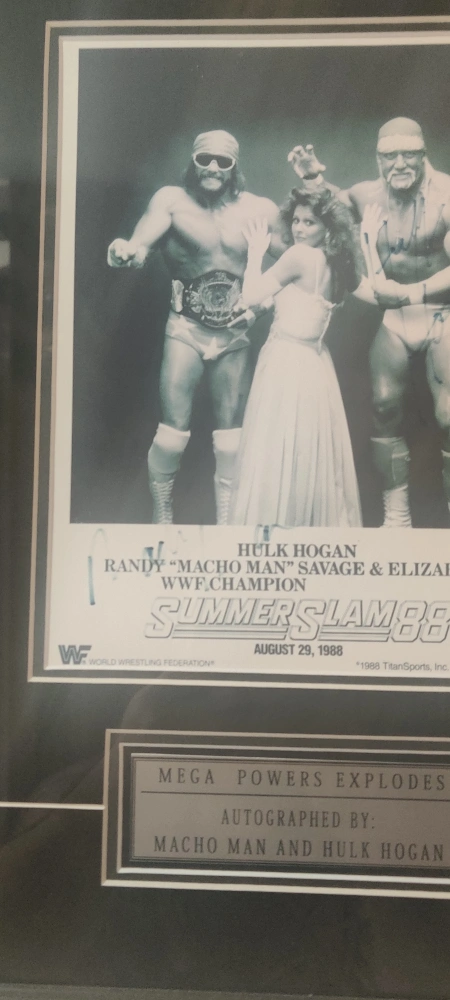 HULK HOGAN
RANDY "MACHO MAN" SAVAGE & ELIZAB
WWF CHAMPION
SUMMERSLAM 88
AUGUST 29, 1988
WF WORLD WRESTLING FEDERATION®
©1988 TitanSports, Inc.
MEGA POWERS EXPLODES
AUTOGRAPHED BY:
MACHO MAN AND HULK HOGAN